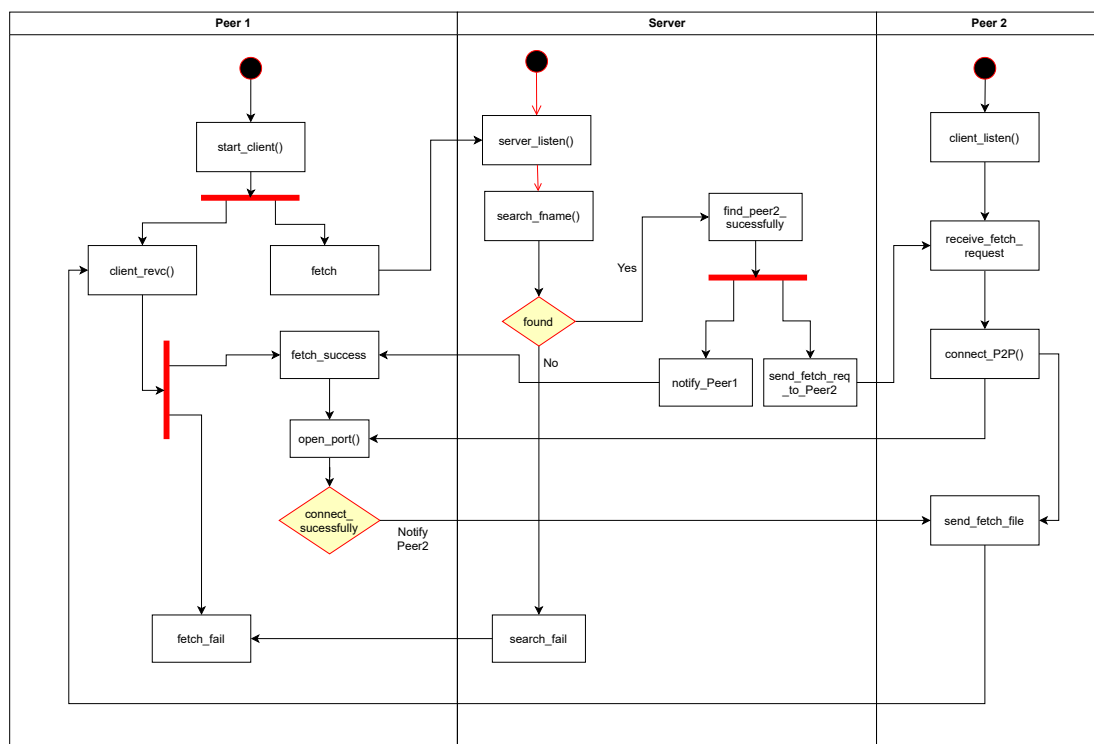 Peer 1
Server
Peer 2
start_client()
server_listen()
client_listen()
search_fname()
find_peer2_
sucessfully
receive_fetch_
request
client_revc()
fetch
Yes
found
No
fetch_success
notify_Peer1
send_fetch_req
_to_Peer2
connect_P2P()
open_port()
connect_
sucessfully
Notify
Peer2
send_fetch_file
fetch_fail
search_fail